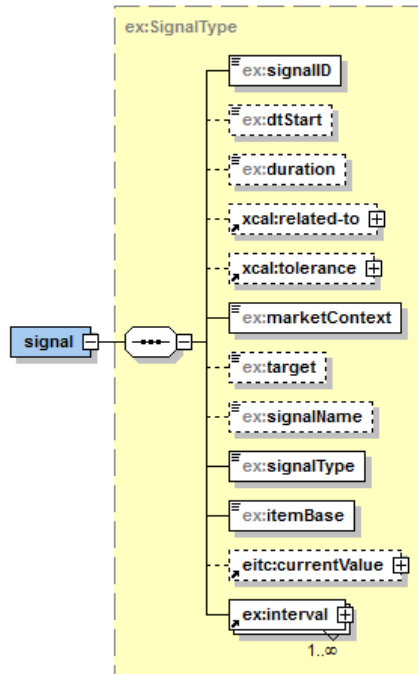 ex:SignalType
ex:signalID
ex:dtStart
ex:duration
xcal:related-to
xcal:tolerance
ex:marketContext
signal
ex:target
ex:signalName
ex:signalType
ex:itemBase
eitc:currentValue
ex:interval
1..∞